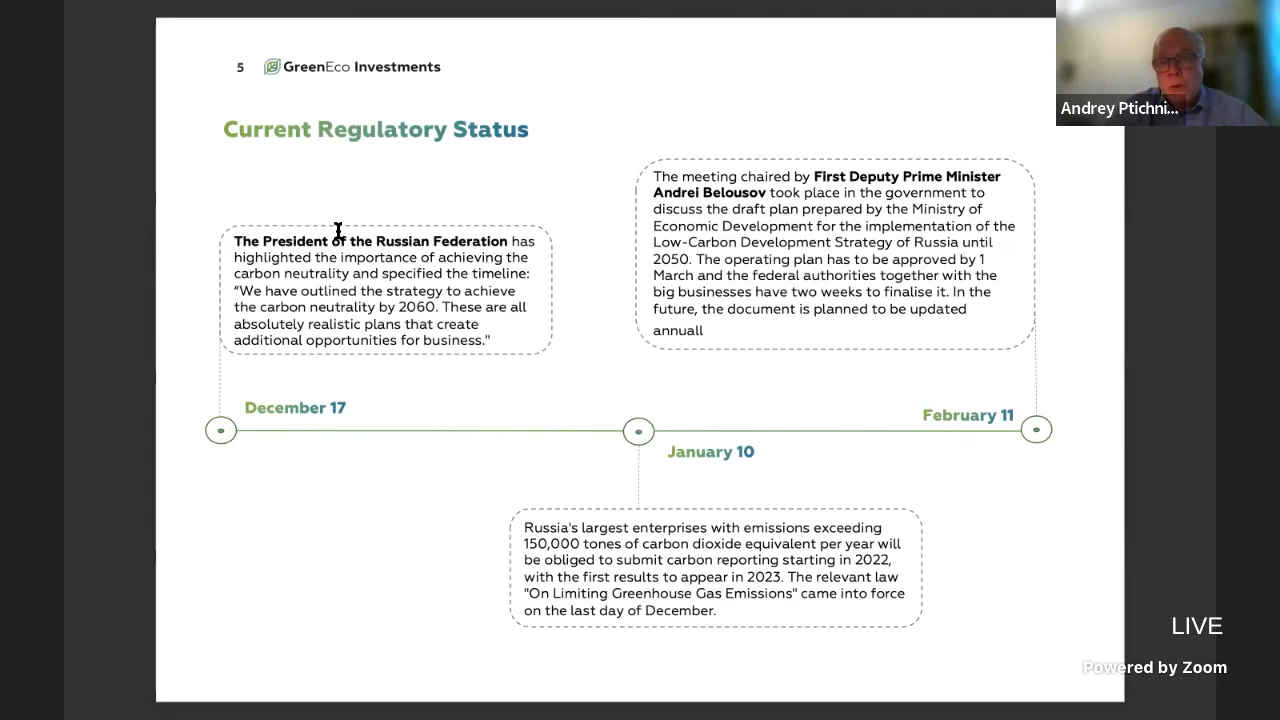 5 GreenEco Investments
Current Regulatory Status
The President of the Russian Federation has
highlighted the importance of achieving the
carbon neutrality and specified the timeline:
“We have outlined the strategy to achieve
the carbon neutrality by 2060. These are all
absolutely realistic plans that create
additional opportunities for business."
The meeting chaired by First Deputy Prime Minister
Andrei Belousov took place in the government to
discuss the draft plan prepared by the Ministry of
Economic Development for the implementation of the
Low-Carbon Development Strategy of Russia until
2050. The operating plan has to be approved by 1
March and the federal authorities together with the
big businesses have two weeks to finalise it. In the
future, the document is planned to be updated
annuall
December 17
January 10
February 11
Russia's largest enterprises with emissions exceeding
150,000 tones of carbon dioxide equivalent per year will
be obliged to submit carbon reporting starting in 2022,
with the first results to appear in 2023. The relevant law
"On Limiting Greenhouse Gas Emissions" came into force
on the last day of December.
Andrey Ptichni...
LIVE
Powered by Zoom